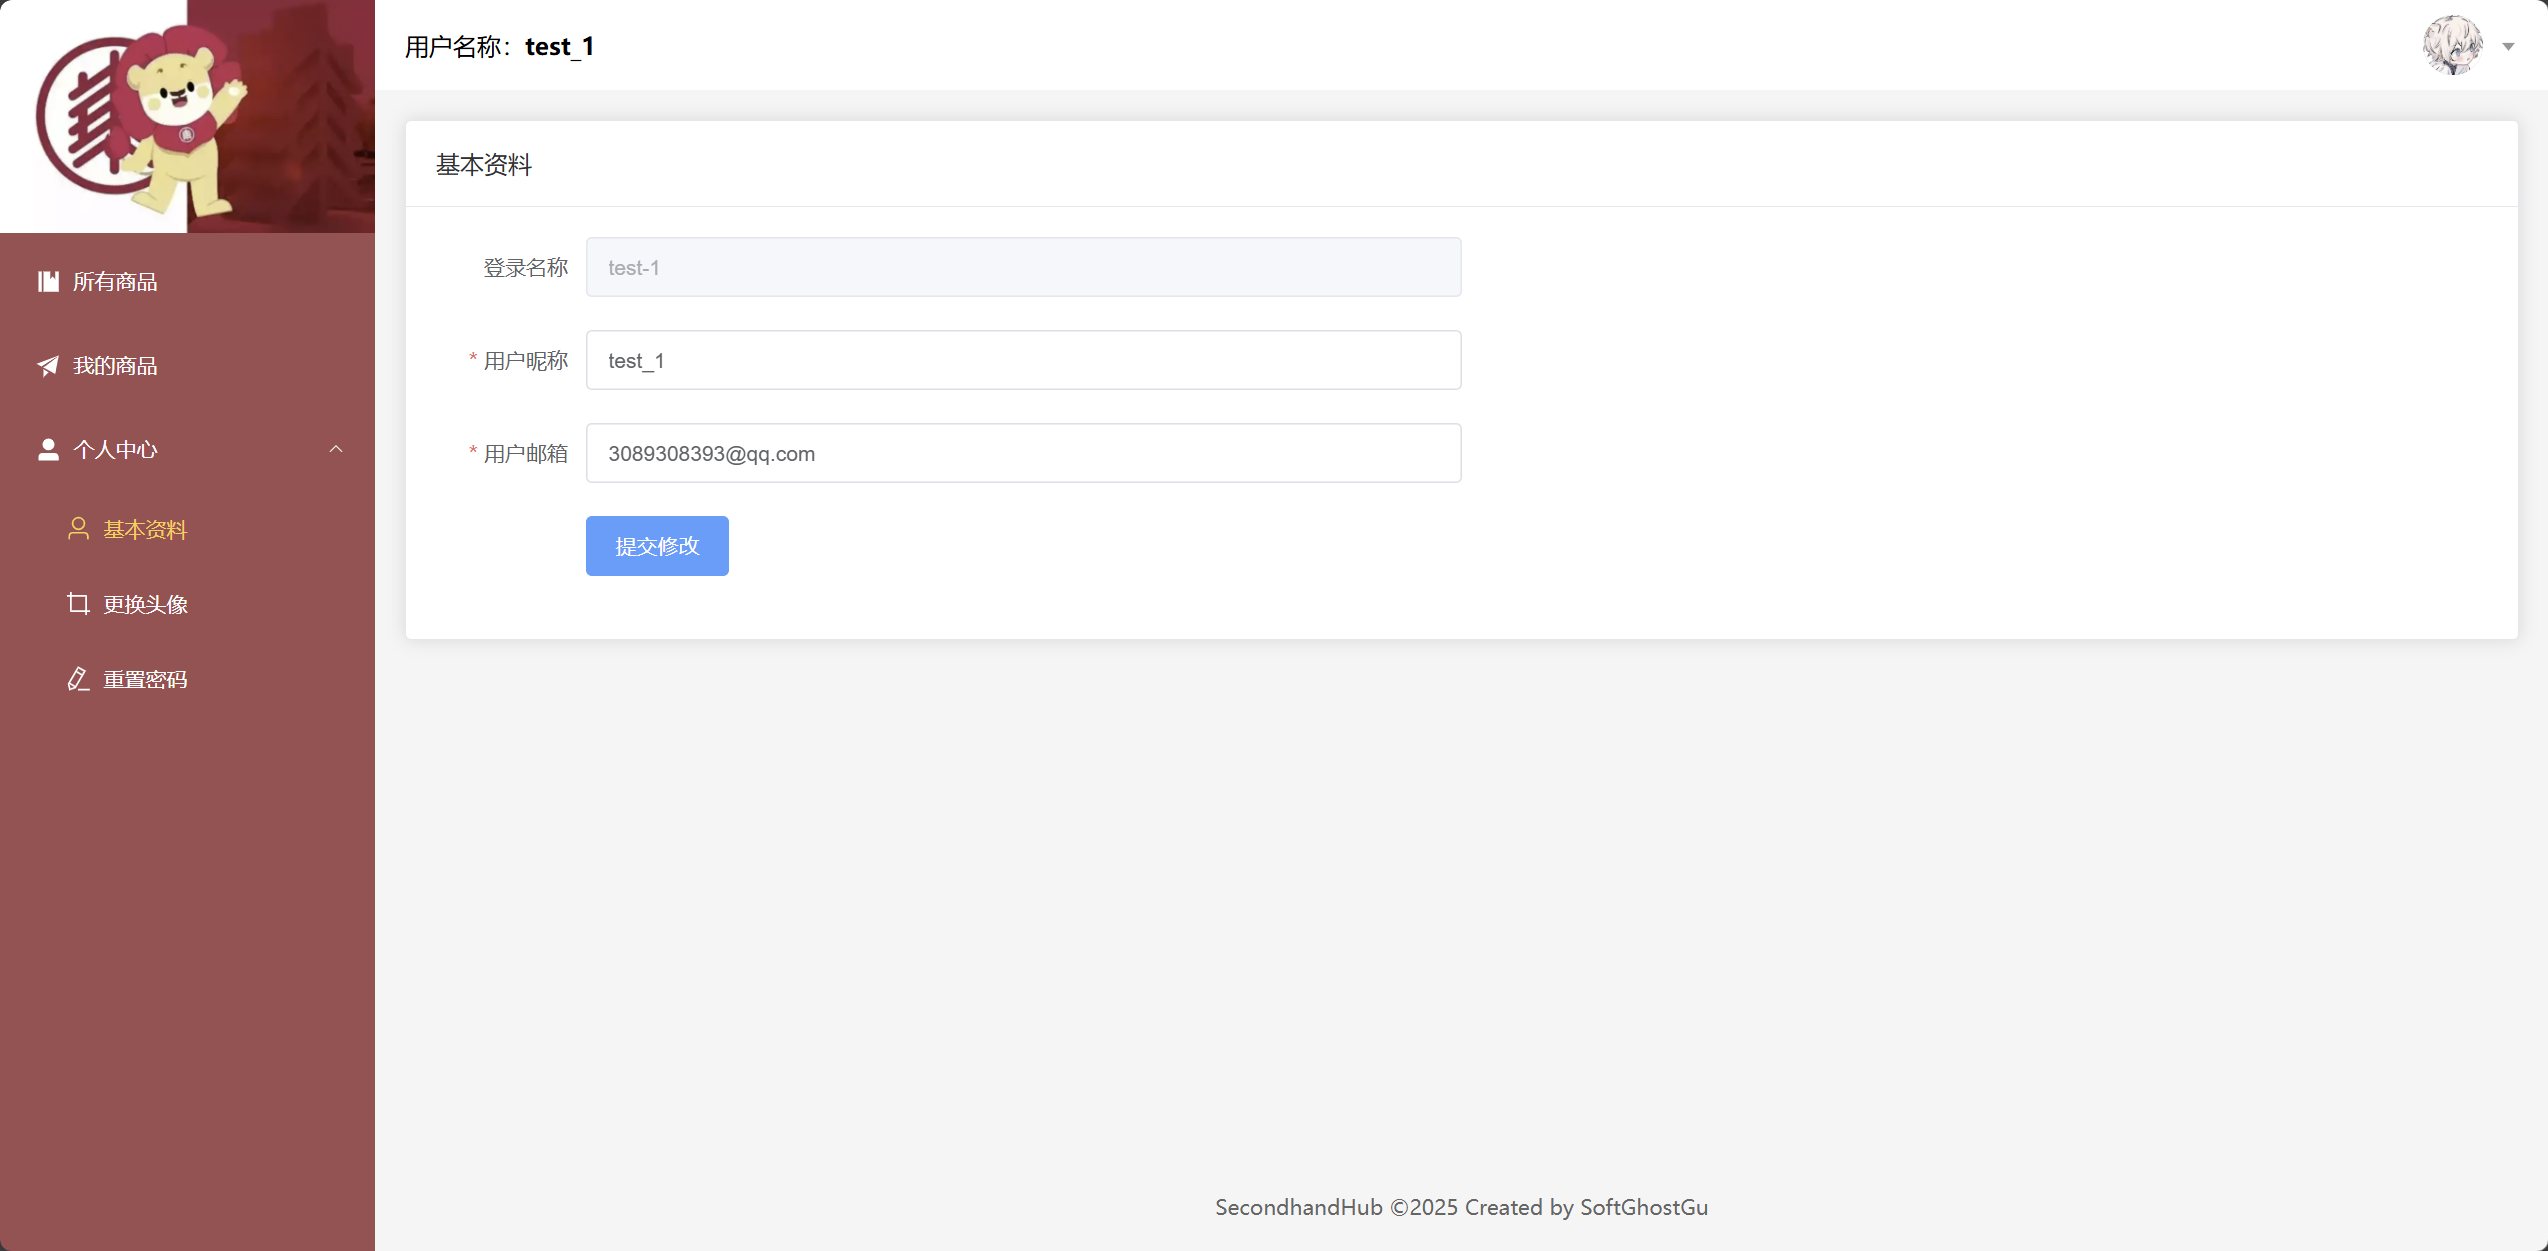 用户名称：test_1
所有商品
我的商品
个人中心
基本资料
更换头像
重置密码
基本资料
登录名称 test-1
* 用户昵称 test_1
* 用户邮箱 3089308393@qq.com
提交修改
SecondhandHub ©2025 Created by SoftGhostGu